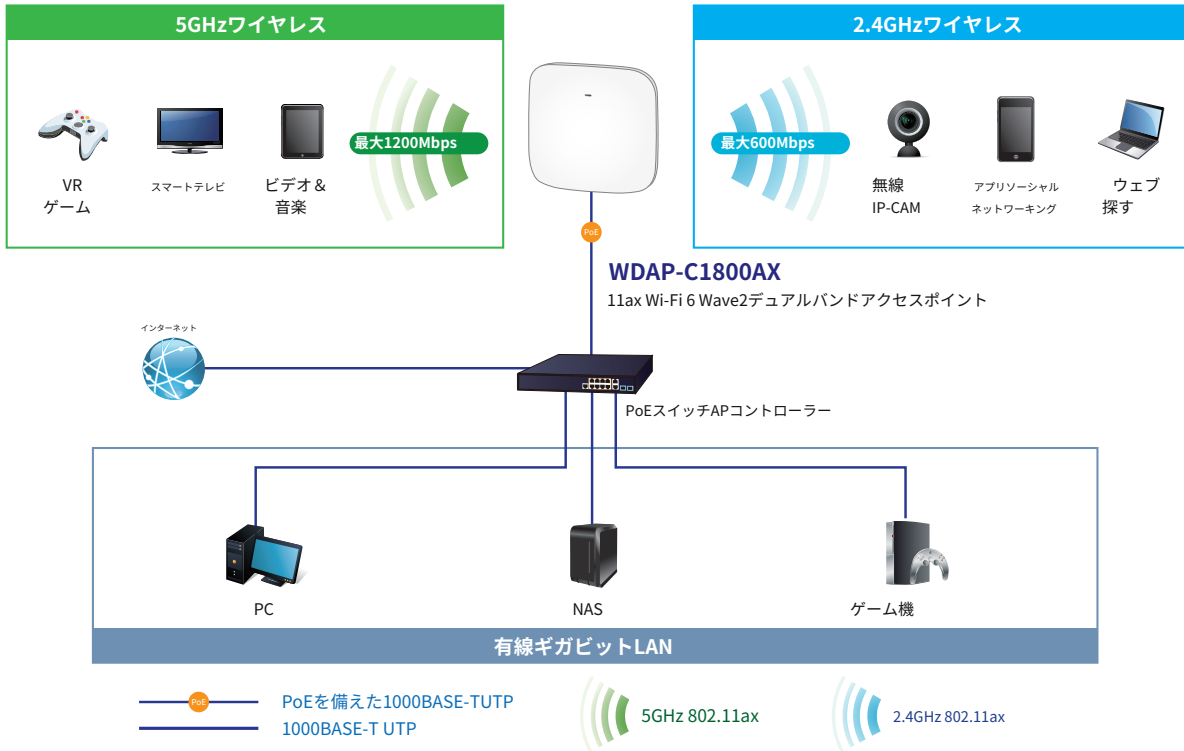 5GHzワイヤレス
2.4GHzワイヤレス
最大1200Mbps
最大600Mbps
VR
ゲーム
スマートテレビ
ビデオ＆
音楽
無線
IP-CAM
アプリソーシャル
ネットワーキング
ウェブ
探す
PoE
WDAP-C1800AX
11ax Wi-Fi 6 Wave2デュアルバンドアクセスポイント
インターネット
PoEスイッチAPコントローラー
PC
NAS
ゲーム機
有線ギガビットLAN
PoE
PoEを備えた1000BASE-TUTP
1000BASE-T UTP
5GHz 802.11ax
2.4GHz 802.11ax